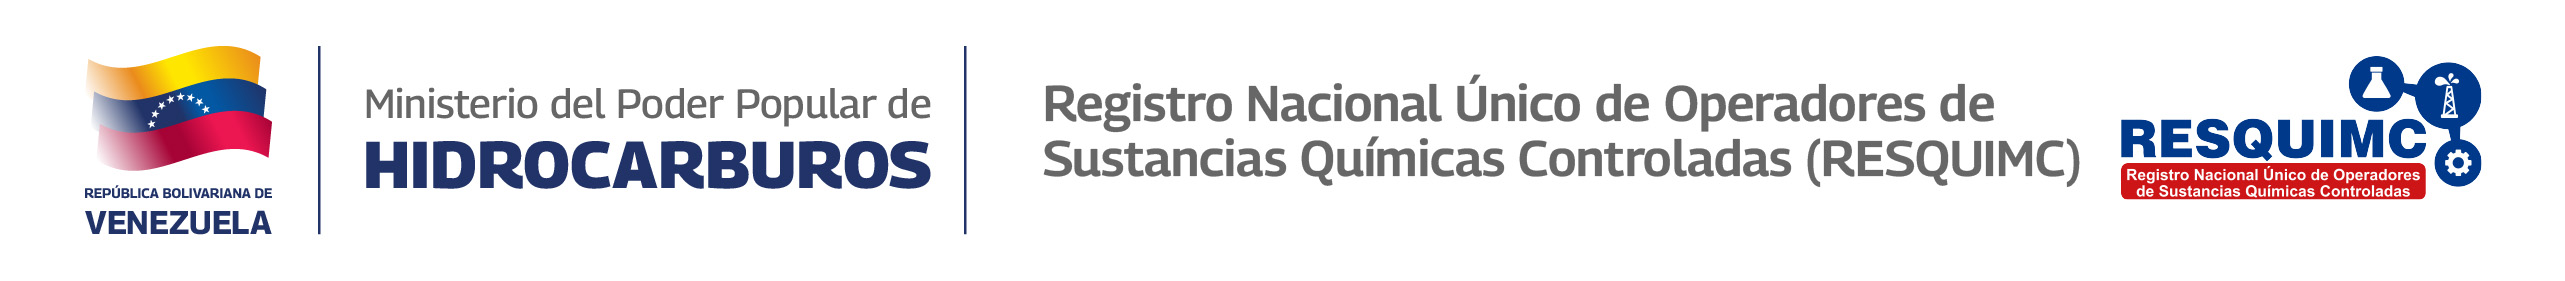 REPÚBLICA BOLIVARIANA DE
VENEZUELA
Ministerio del Poder Popular de
HIDROCARBUROS
Registro Nacional Único de Operadores de
Sustancias Químicas Controladas (RESQUIMC)
RESQUIMC
Registro Nacional Único de Operadores
de Sustancias Químicas Controladas